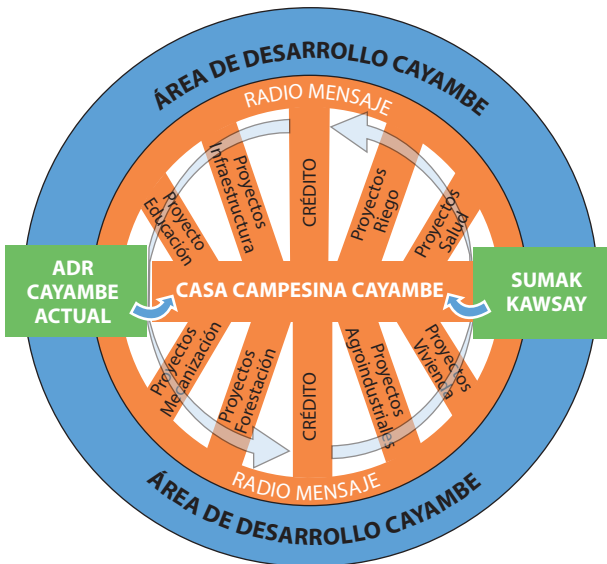 ÁREA DE DESARROLLO CAYAMBE
RADIO MENSAJE
Proyecto
Educación
Proyectos
Infraestructura
CRÉDITO
Proyectos
Riego
Proyectos
Salud
ADR
CAYAMBE
ACTUAL
CASA CAMPESINA CAYAMBE
SUMAK
KAWSAY
Proyectos
Mecanización
Proyectos
Forestación
CRÉDITO
Proyectos
Agroindustriales
Proyectos
Vivienda
RADIO MENSAJE
ÁREA DE DESARROLLO CAYAMBE